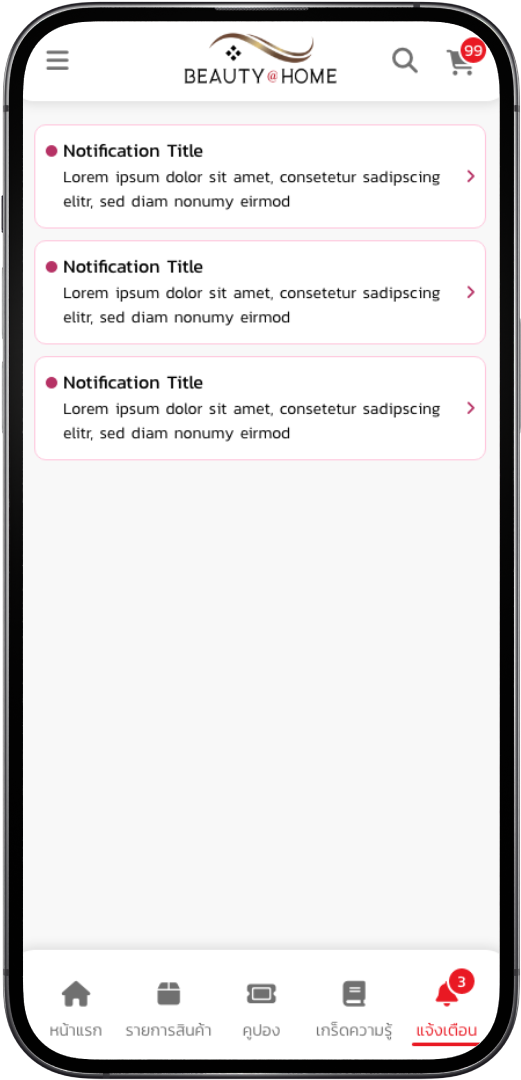 BEAUTY@HOME
99
Notification Title
Lorem ipsum dolor sit amet, consetetur sadipscing
elitr, sed diam nonumy eirmod
Notification Title
Lorem ipsum dolor sit amet, consetetur sadipscing
elitr, sed diam nonumy eirmod
Notification Title
Lorem ipsum dolor sit amet, consetetur sadipscing
elitr, sed diam nonumy eirmod
3
หน้าแรก รายการสินค้า คูปอง เกร็ดความรู้ แจ้งเตือน